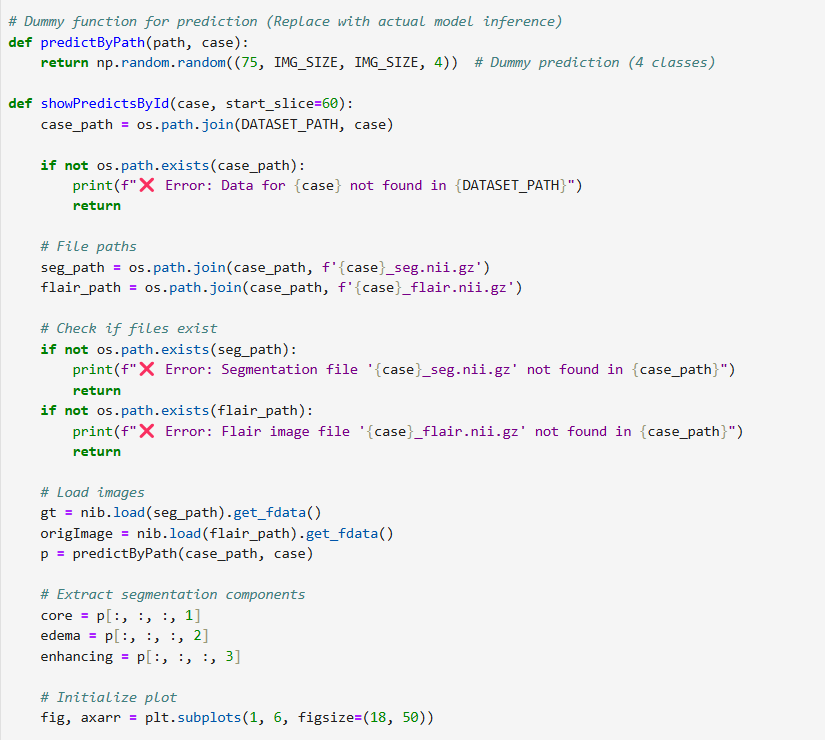 # Dummy function for prediction (Replace with actual model inference)
def predictByPath(path, case):
    return np.random.random((75, IMG_SIZE, IMG_SIZE, 4))  # Dummy prediction (4 classes)

def showPredictsById(case, start_slice=60):
    case_path = os.path.join(DATASET_PATH, case)

    if not os.path.exists(case_path):
        print(f"❌ Error: Data for {case} not found in {DATASET_PATH}")
        return

    # File paths
    seg_path = os.path.join(case_path, f'{case}_seg.nii.gz')
    flair_path = os.path.join(case_path, f'{case}_flair.nii.gz')

    # Check if files exist
    if not os.path.exists(seg_path):
        print(f"❌ Error: Segmentation file '{case}_seg.nii.gz' not found in {case_path}")
        return
    if not os.path.exists(flair_path):
        print(f"❌ Error: Flair image file '{case}_flair.nii.gz' not found in {case_path}")
        return

    # Load images
    gt = nib.load(seg_path).get_fdata()
    origImage = nib.load(flair_path).get_fdata()
    p = predictByPath(case_path, case)

    # Extract segmentation components
    core = p[:, :, :, 1]
    edema = p[:, :, :, 2]
    enhancing = p[:, :, :, 3]

    # Initialize plot
    fig, axarr = plt.subplots(1, 6, figsize=(18, 50))